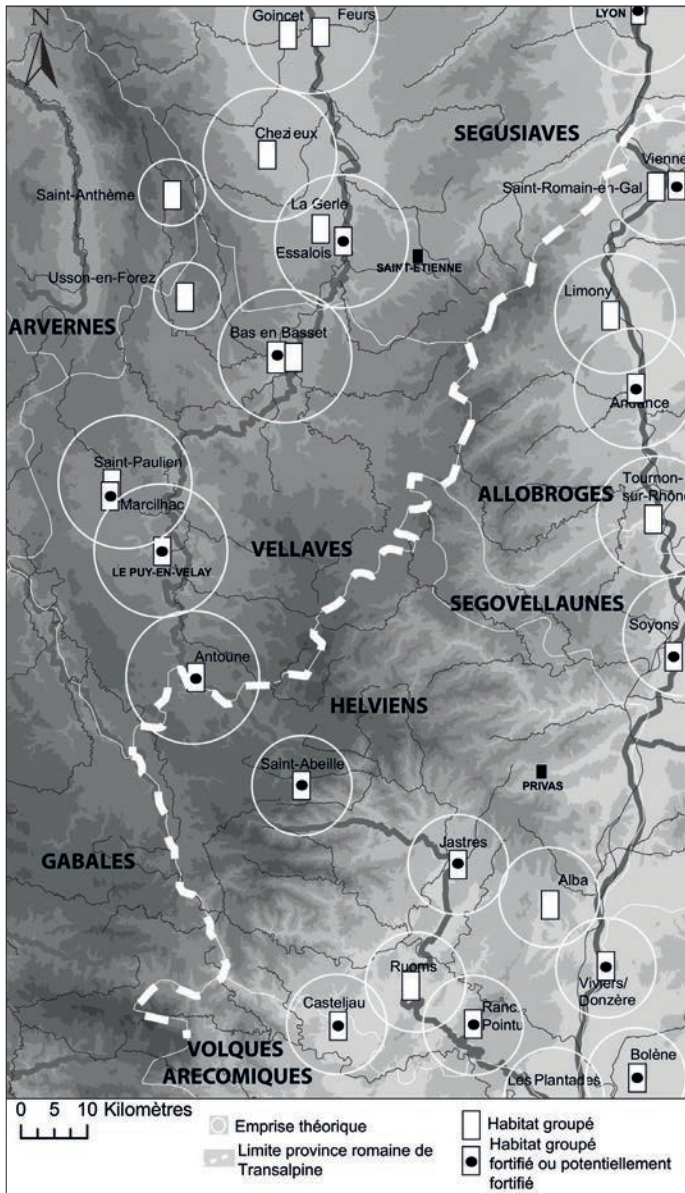 N
Goincet
Feurs
LYON
Chezieux
SEGUSIAVES
Vienne
Saint-Anthème
Saint-Romain-en-Gal
La Gerle
Essalois
SAINT-ETIENNE
Usson-en-Forez
Limony
ARVERNES
Bas en Basset
Andance
Saint-Paulien
Marcilhac
Tournon-
sur-Rhône
ALLOBROGES
VELLAVES
LE PUY-EN-VELAY
SEGOVELLAUNES
Soyons
Antoune
HELVIENS
Saint-Abeille
PRIVAS
Jastres
GABALES
Alba
Ruoms
Viviers/
Donzère
Casteljau
Ranc
Pointu
VOLQUES
ARECOMIQUES
Les Plantades
Bolène
0 5 10 Kilomètres
Emprise théorique
Limite province romaine de
Transalpine
Habitat groupé
Habitat groupé
fortifié ou potentiellement
fortifié